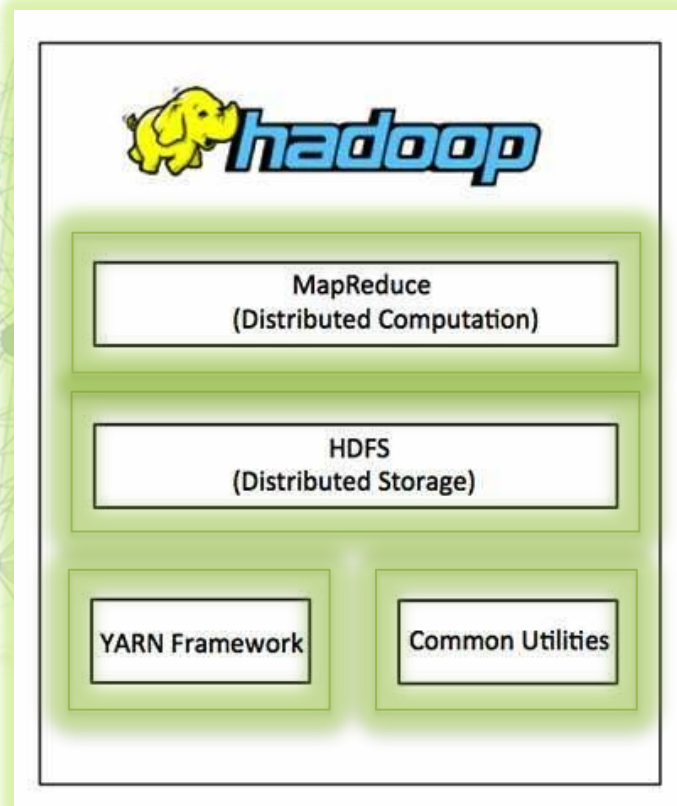 hadoop
MapReduce
(Distributed Computation)
HDFS
(Distributed Storage)
YARN Framework
Common Utilities